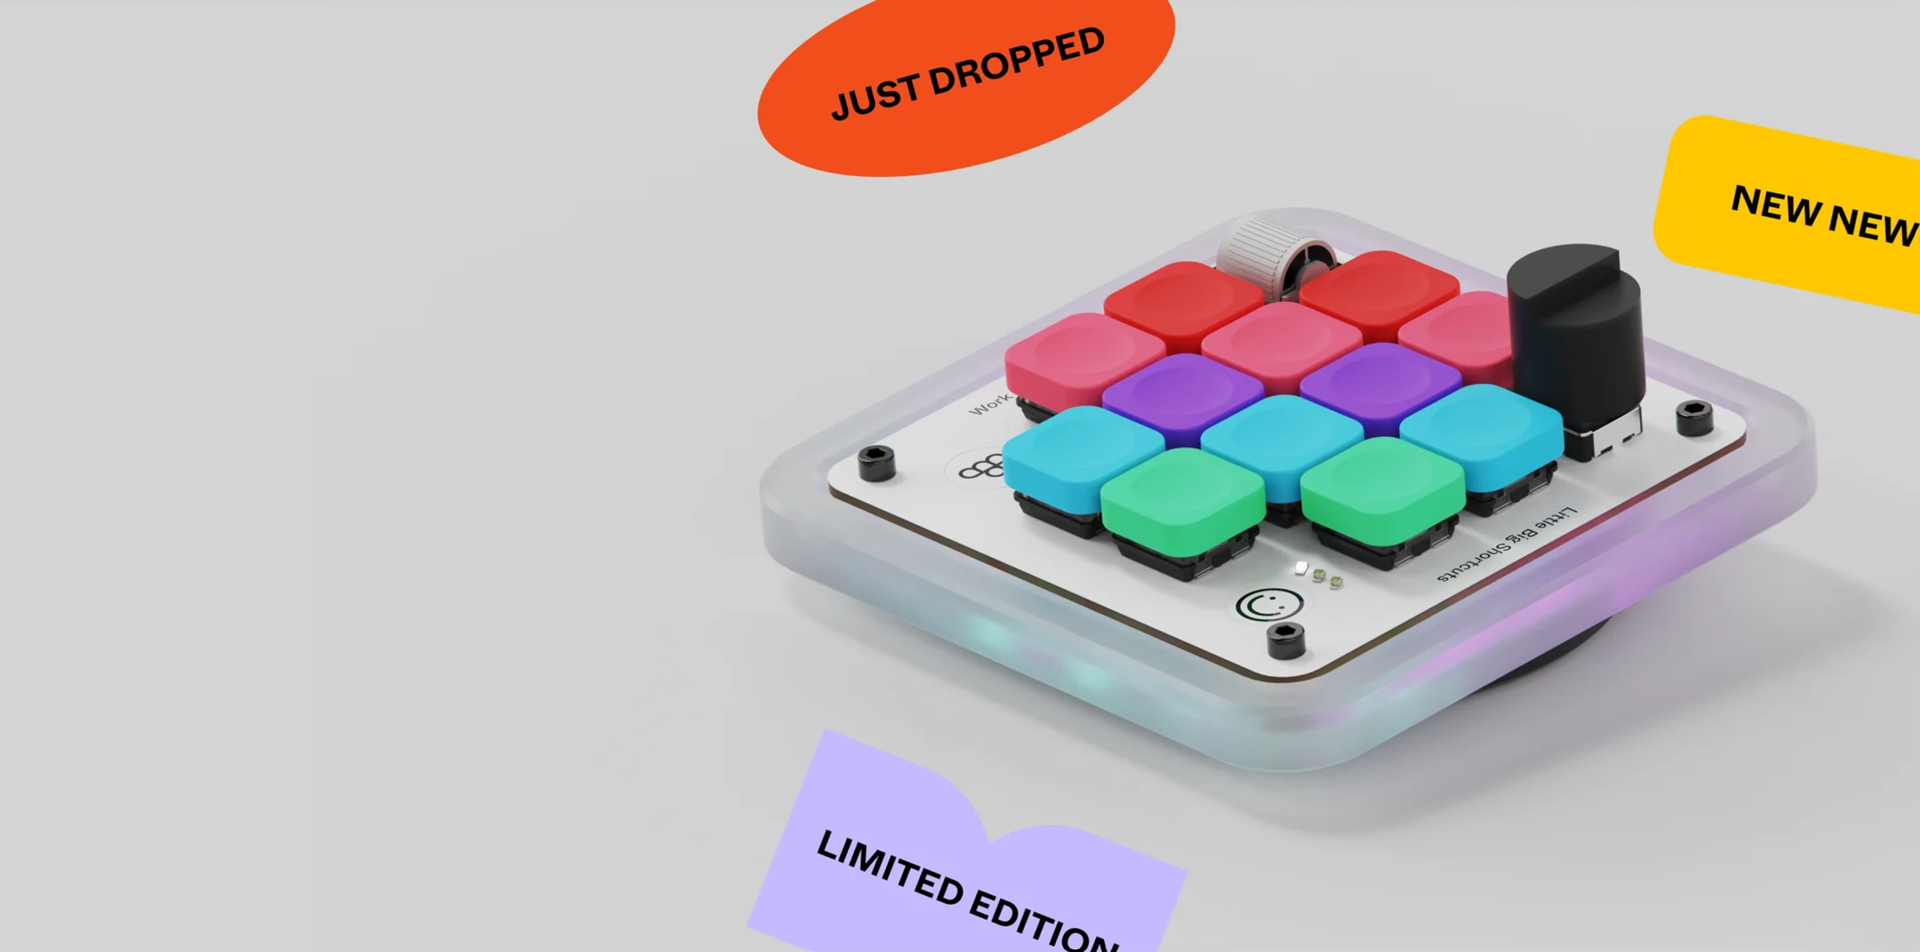 JUST DROPPED
NEW NEW
Work
Little Big Shortcuts
LIMITED EDITION